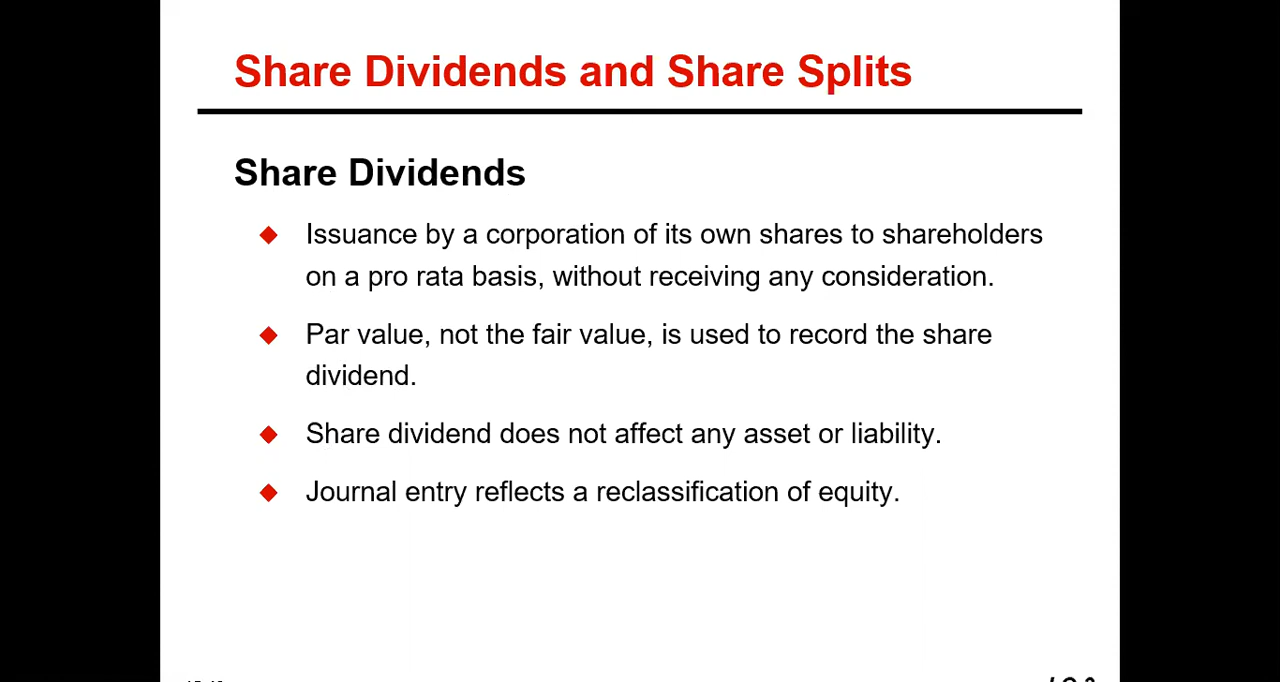 Share Dividends and Share Splits
Share Dividends
Issuance by a corporation of its own shares to shareholders
on a pro rata basis, without receiving any consideration.
Par value, not the fair value, is used to record the share
dividend.
Share dividend does not affect any asset or liability.
Journal entry reflects a reclassification of equity.